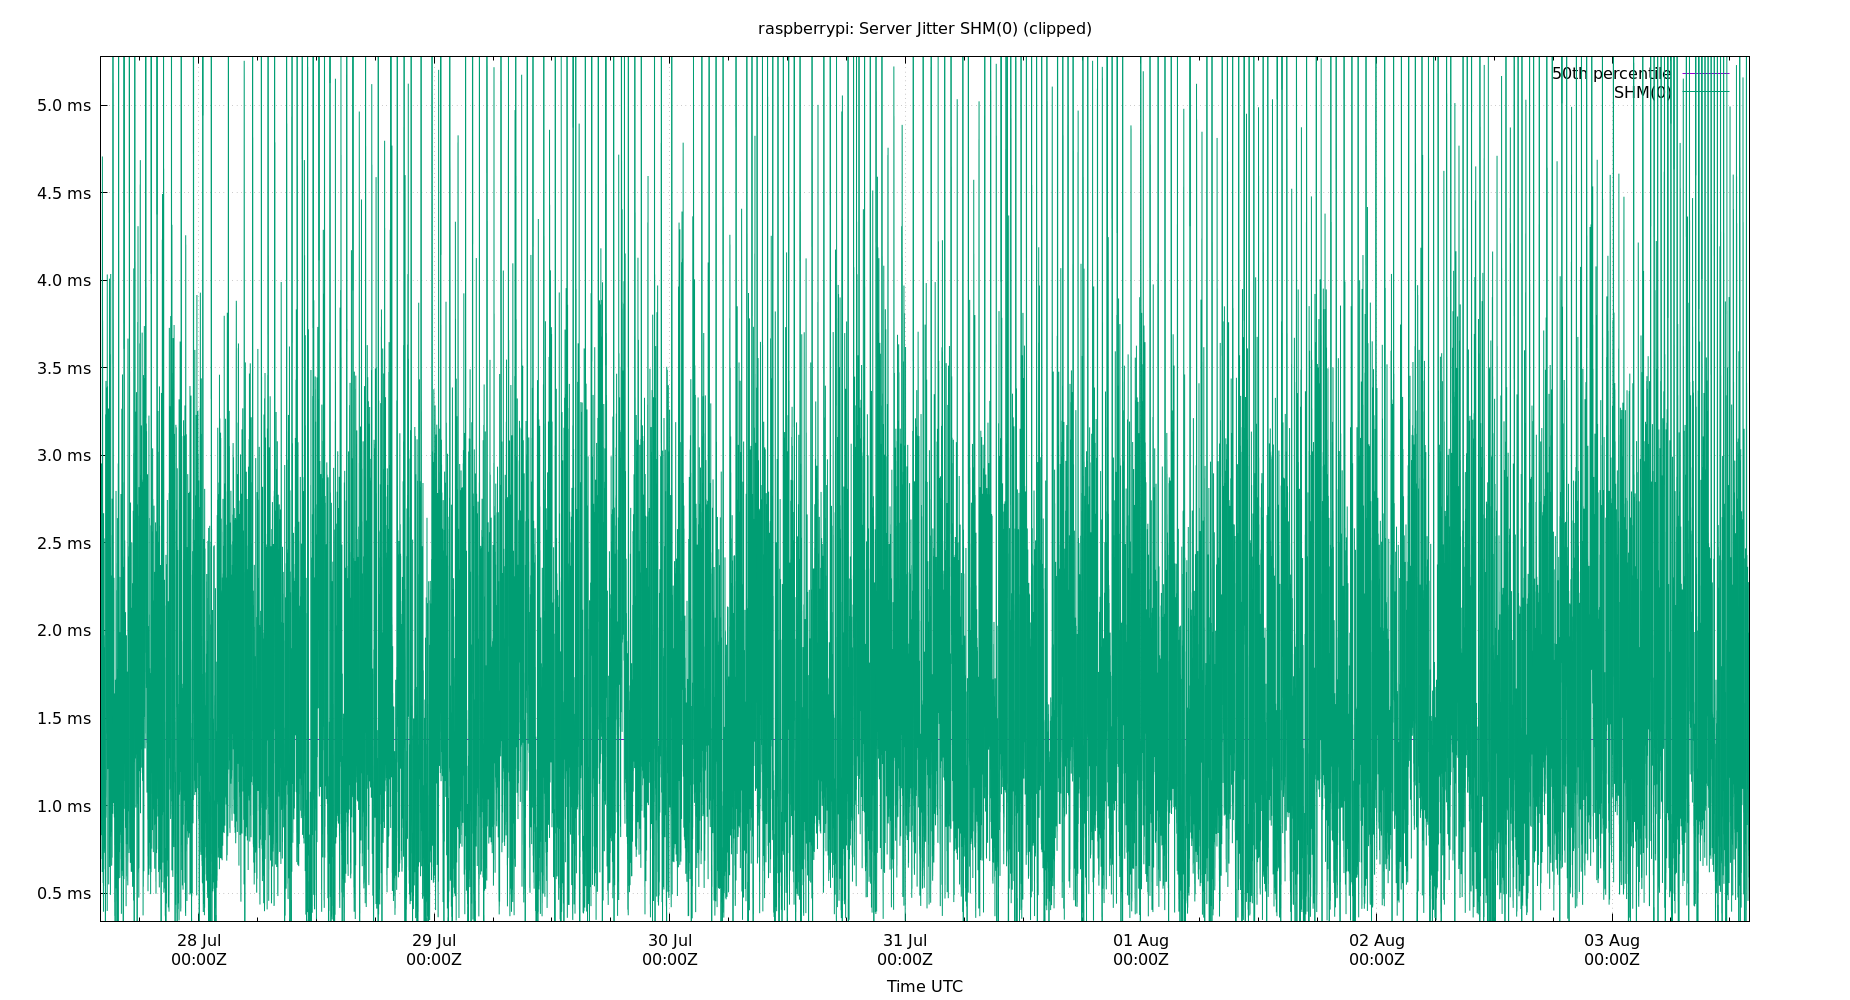 raspberrypi: Server Jitter SHM(0) (clipped)
50th percentile
SHM(0)
5.0 ms
4.5 ms
4.0 ms
3.5 ms
3.0 ms
2.5 ms
2.0 ms
1.5 ms
1.0 ms
0.5 ms
28 Jul 29 Jul 30 Jul 31 Jul 01 Aug 02 Aug 03 Aug
00:00Z 00:00Z 00:00Z 00:00Z 00:00Z 00:00Z 00:00Z
Time UTC